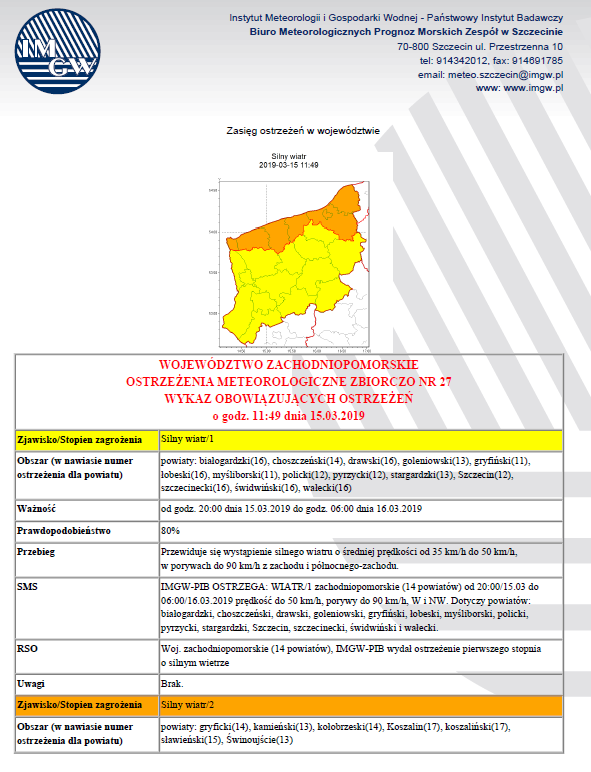 IMGW
Instytut Meteorologii i Gospodarki Wodnej - Państwowy Instytut Badawczy
Biuro Meteorologicznych Prognoz Morskich Zespół w Szczecinie
70-800 Szczecin ul. Przestrzenna 10
tel: 914342012, fax: 914691785
email: meteo.szczecin@imgw.pl
www: www.imgw.pl
Zasięg ostrzeżeń w województwie
Silny wiatr
2019-03-15 11:49
WOJEWÓDZTWO ZACHODNIOPOMORSKIE
OSTRZEŻENIA METEOROLOGICZNE ZBIORCZO NR 27
WYKAZ OBOWIĄZUJĄCYCH OSTRZEŻEŃ
o godz. 11:49 dnia 15.03.2019
Zjawisko/Stopien zagrożenia Silny wiatr/1
Obszar (w nawiasie numer ostrzeżenia dla powiatu) powiaty: białogardzki(16), choszczeński(14), drawski(16), goleniowski(13), gryfiński(11),
łobeski(16), myśliborski(11), policki(12), pyrzycki(12), stargardzki(13), Szczecin(12),
szczecinecki(16), świdwiński(16), wałecki(16)
Ważność od godz. 20:00 dnia 15.03.2019 do godz. 06:00 dnia 16.03.2019
Prawdopodobieństwo 80%
Przebieg Przewiduje się wystąpienie silnego wiatru o średniej prędkości od 35 km/h do 50 km/h,
w porywach do 90 km/h z zachodu i północnego-zachodu.
SMS IMGW-PIB OSTRZEGA: WIATR/1 zachodniopomorskie (14 powiatów) od 20:00/15.03 do
06:00/16.03.2019 prędkość do 50 km/h, porywy do 90 km/h, W i NW. Dotyczy powiatów:
białogardzki, choszczeński, drawski, goleniowski, gryfiński, łobeski, myśliborski, policki,
pyrzycki, stargardzki, Szczecin, szczecinecki, świdwiński i wałecki.
RSO Woj. zachodniopomorskie (14 powiatów), IMGW-PIB wydał ostrzeżenie pierwszego stopnia
o silnym wietrze
Uwagi Brak.
Zjawisko/Stopien zagrożenia Silny wiatr/2
Obszar (w nawiasie numer ostrzeżenia dla powiatu) powiaty: gryficki(14), kamieński(13), kołobrzeski(14), Koszalin(17), koszaliński(17),
sławieński(15), Świnoujście(13)